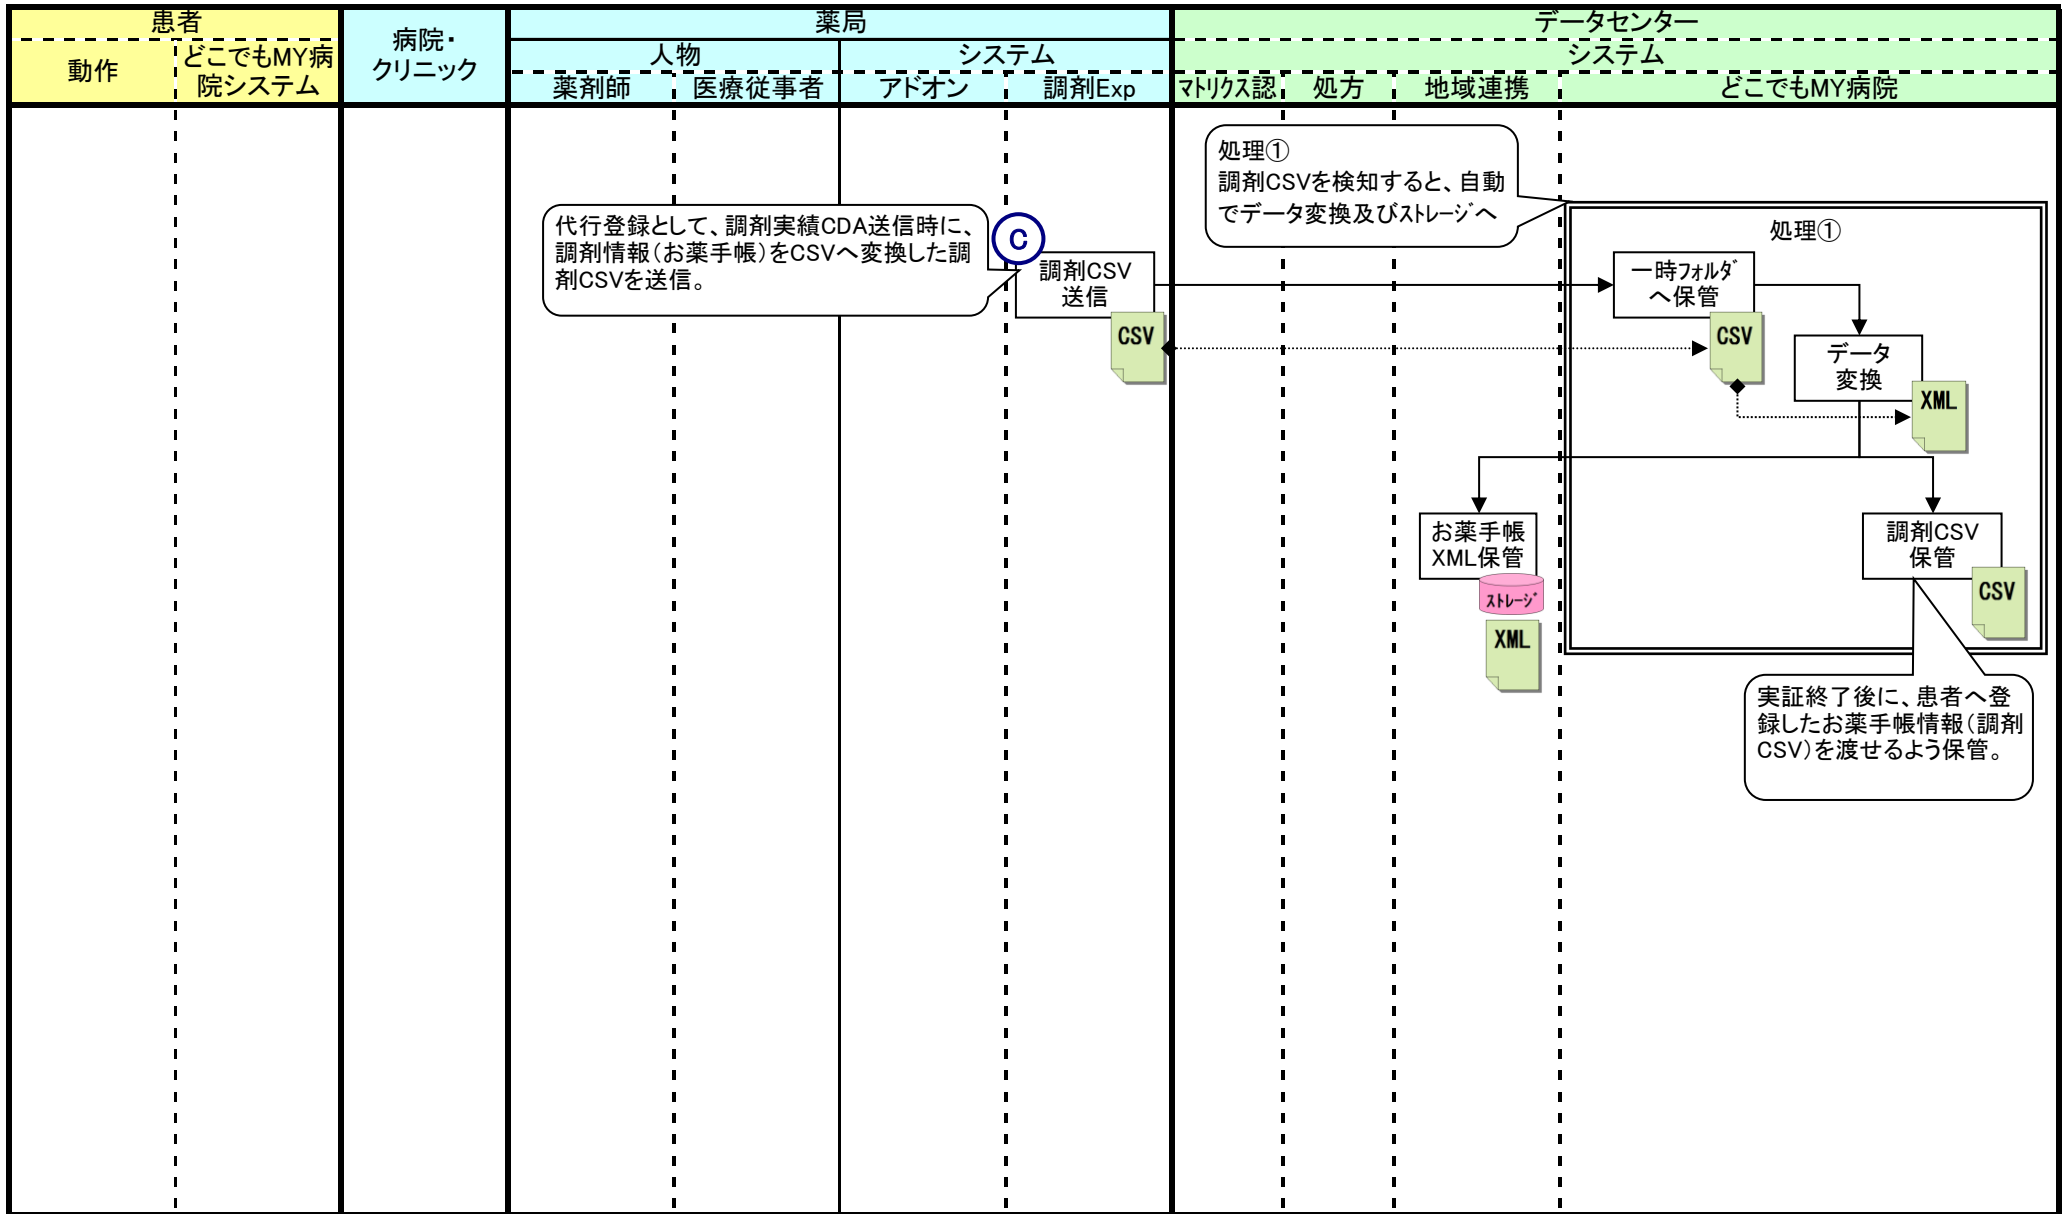 患者
動作
どこでもMY病
院システム
病院・
クリニック
薬局
人物
システム
薬剤師
医療従事者
アドオン
調剤Exp
データセンター
システム
マトリクス認
処方
地域連携
どこでもMY病院
処理①
調剤CSVを検知すると、自動
でデータ変換及びストレージへ
代行登録として、調剤実績CDA送信時に、
調剤情報(お薬手帳)をCSVへ変換した調
剤CSVを送信。
C
調剤CSV
送信
CSV
処理①
一時フォルダ
へ保管
CSV
データ
変換
XML
お薬手帳
XML保管
ストレージ
XML
調剤CSV
保管
CSV
実証終了後に、患者へ登
録したお薬手帳情報(調剤
CSV)を渡せるよう保管。